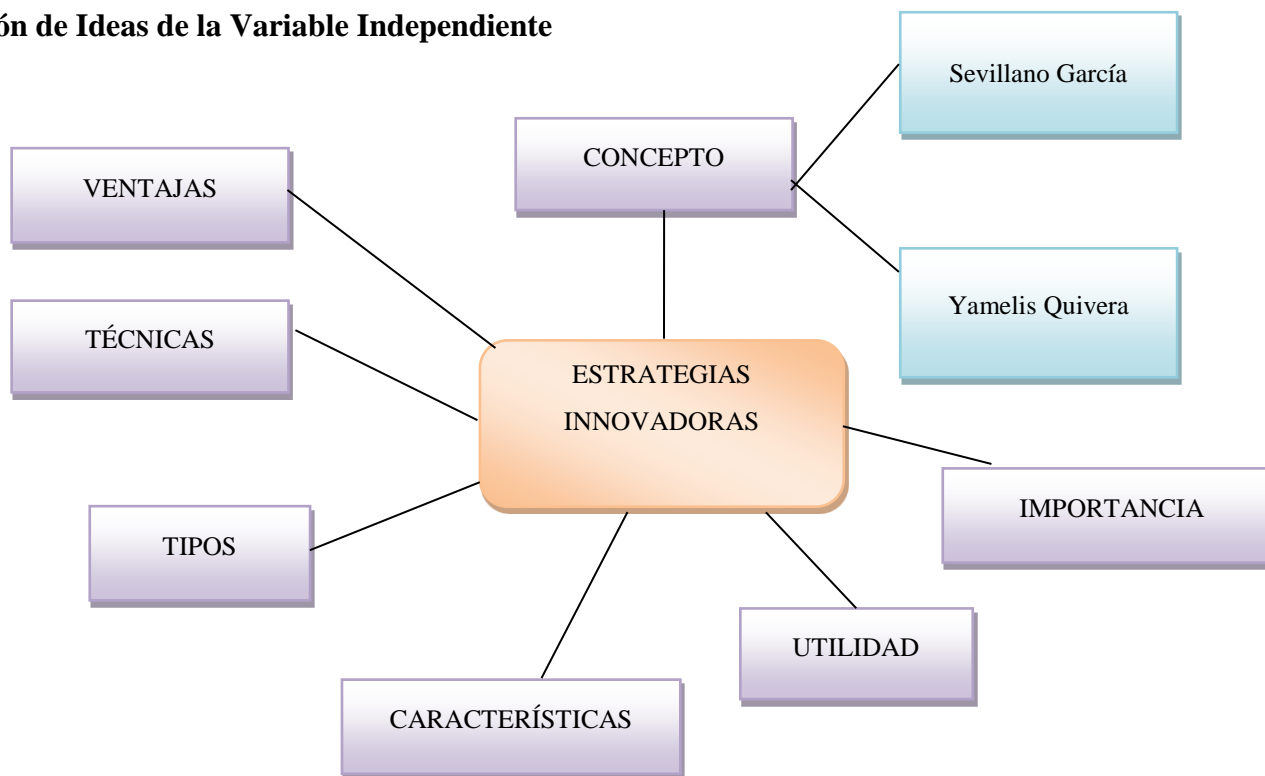 ón de Ideas de la Variable Independiente
Sevillano García
CONCEPTO
VENTAJAS
Yamelis Quivera
TÉCNICAS
ESTRATEGIAS
INNOVADORAS
IMPORTANCIA
TIPOS
UTILIDAD
CARACTERÍSTICAS